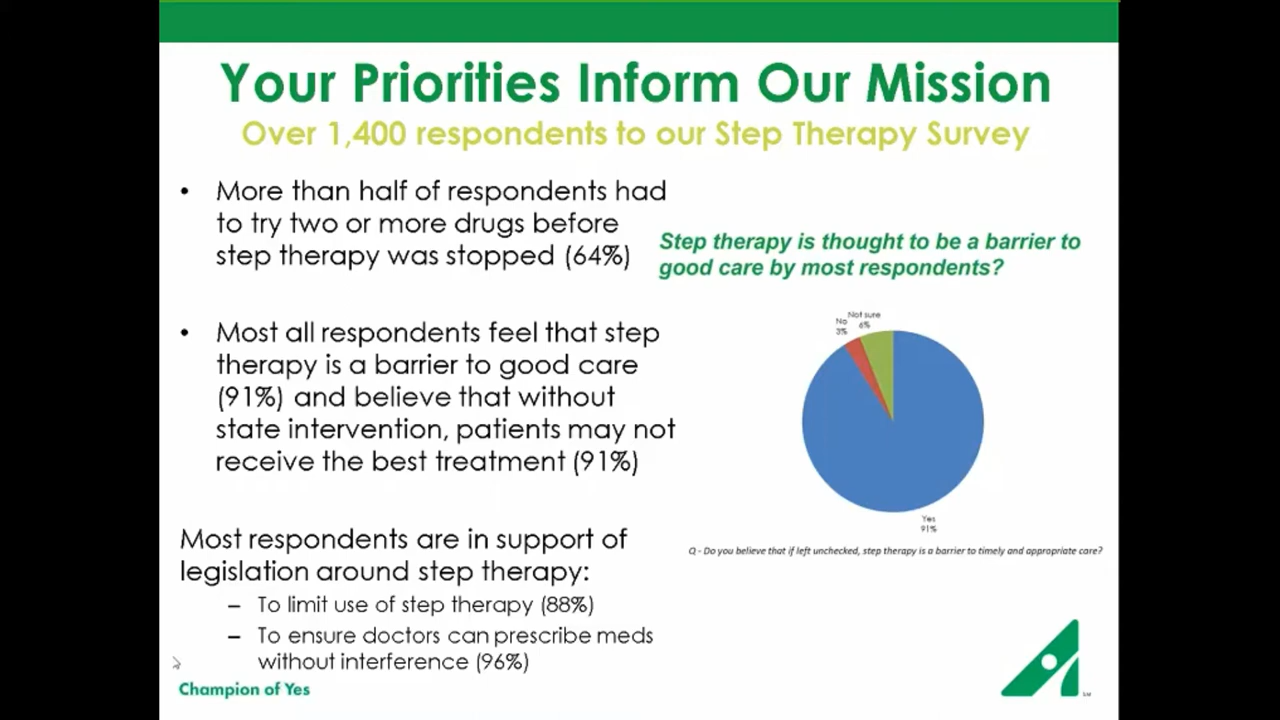 Your Priorities Inform Our Mission
Over 1,400 respondents to our Step Therapy Survey
• More than half of respondents had
to try two or more drugs before
step therapy was stopped (64%)
• Most all respondents feel that step
therapy is a barrier to good care
(91%) and believe that without
state intervention, patients may not
receive the best treatment (91%)
Most respondents are in support of
legislation around step therapy:
– To limit use of step therapy (88%)
– To ensure doctors can prescribe meds
without interference (96%)
Champion of Yes
Step therapy is thought to be a barrier to
good care by most respondents?
No
3%
Not sure
6%
Yes
91%
Q - Do you believe that if left unchecked, step therapy is a barrier to timely and appropriate care?
SM